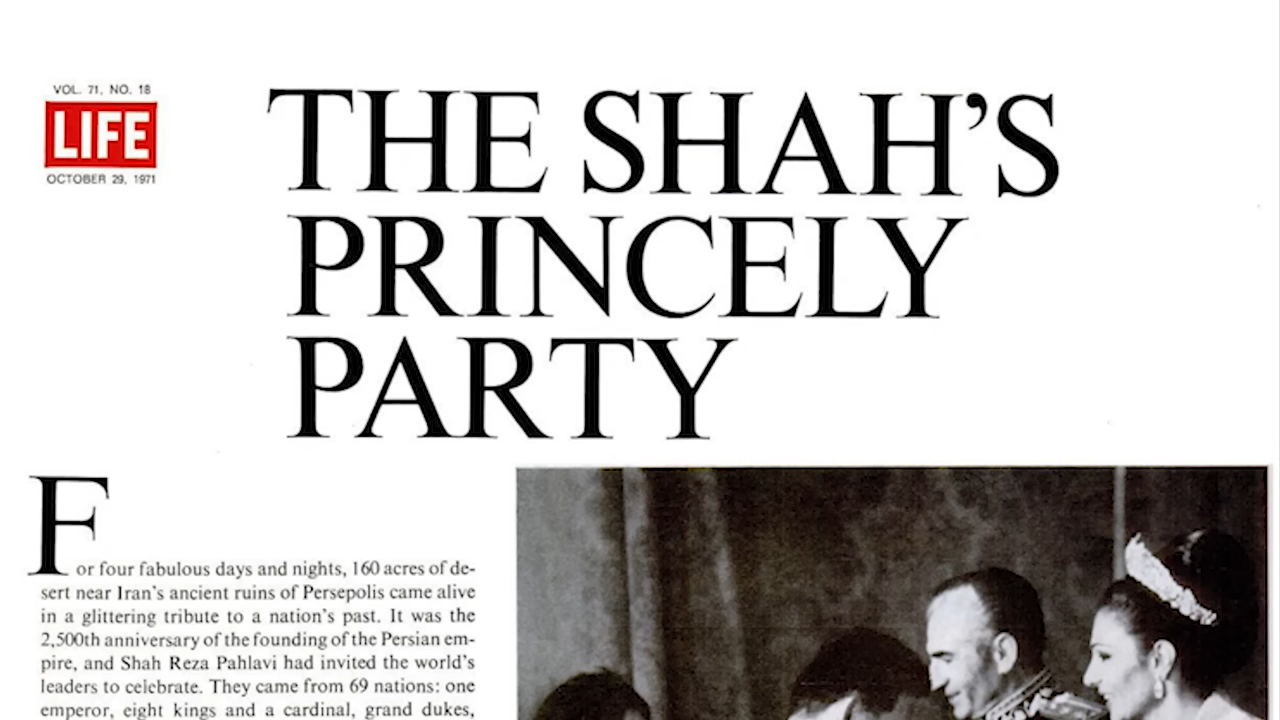 VOL. 71, NO. 18
LIFE
OCTOBER 29, 1971
THE SHAH'S
PRINCELY
PARTY
For four fabulous days and nights, 160 acres of de-
sert near Iran's ancient ruins of Persepolis came alive
in a glittering tribute to a nation's past. It was the
2,500th anniversary of the founding of the Persian em-
pire, and Shah Reza Pahlavi had invited the world's
leaders to celebrate. They came from 69 nations: one
emperor, eight kings and a cardinal, grand dukes,